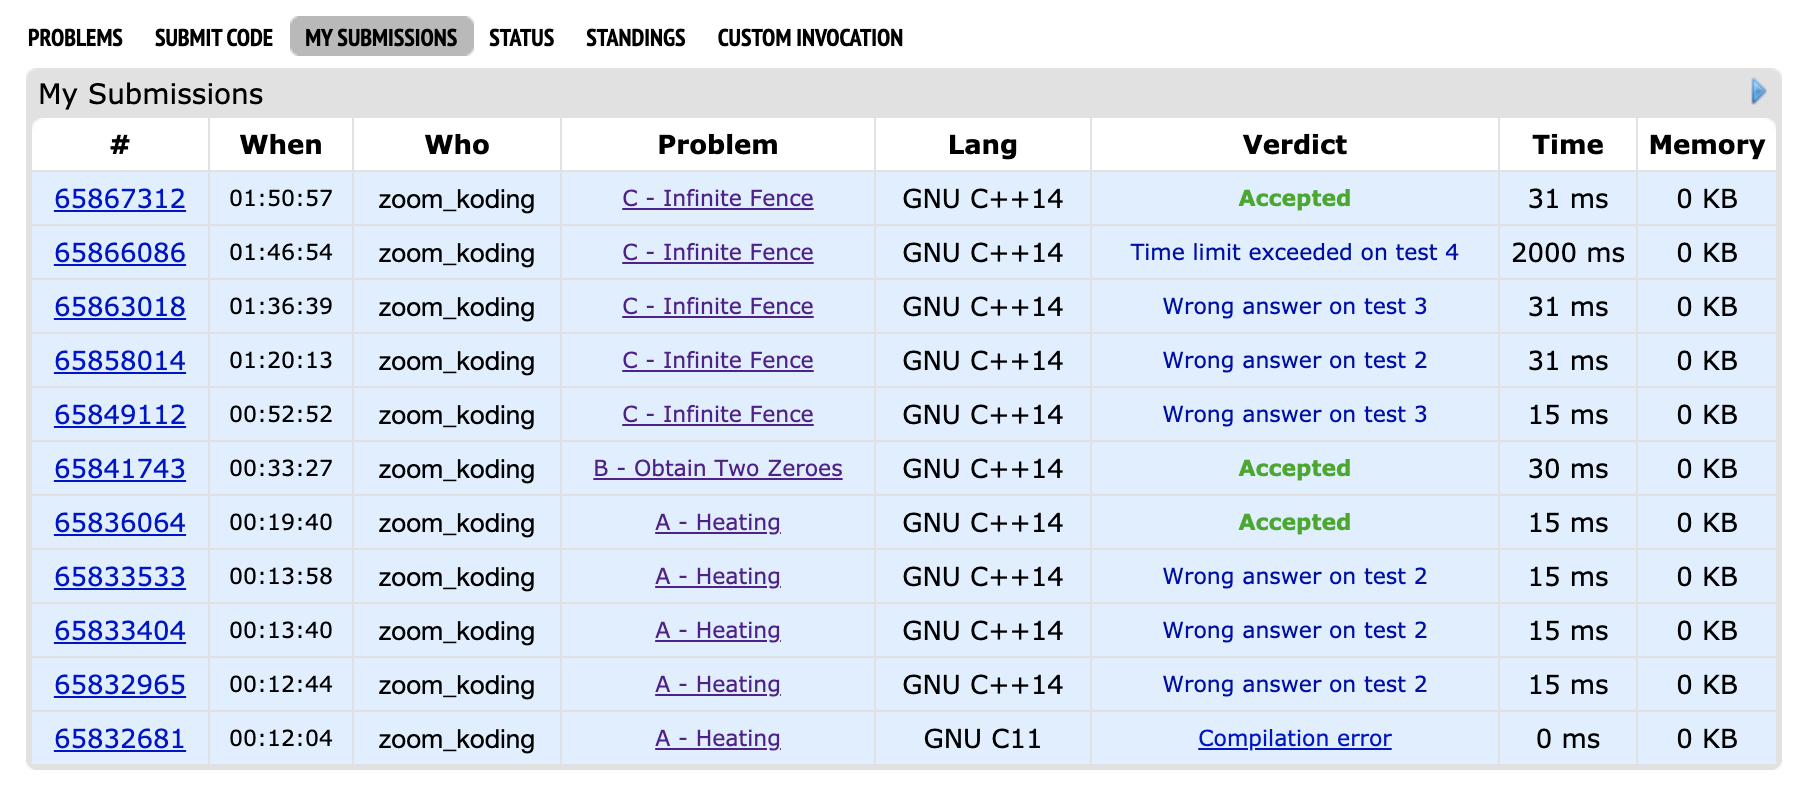 PROBLEMS SUBMIT CODE MY SUBMISSIONS STATUS STANDINGS CUSTOM INVOCATION
My Submissions
# When Who Problem Lang Verdict Time Memory
65867312 01:50:57 zoom_koding C - Infinite Fence GNU C++14 Accepted 31 ms 0 KB
65866086 01:46:54 zoom_koding C - Infinite Fence GNU C++14 Time limit exceeded on test 4 2000 ms 0 KB
65863018 01:36:39 zoom_koding C - Infinite Fence GNU C++14 Wrong answer on test 3 31 ms 0 KB
65858014 01:20:13 zoom_koding C - Infinite Fence GNU C++14 Wrong answer on test 2 31 ms 0 KB
65849112 00:52:52 zoom_koding C - Infinite Fence GNU C++14 Wrong answer on test 3 15 ms 0 KB
65841743 00:33:27 zoom_koding B - Obtain Two Zeroes GNU C++14 Accepted 30 ms 0 KB
65836064 00:19:40 zoom_koding A - Heating GNU C++14 Accepted 15 ms 0 KB
65833533 00:13:58 zoom_koding A - Heating GNU C++14 Wrong answer on test 2 15 ms 0 KB
65833404 00:13:40 zoom_koding A - Heating GNU C++14 Wrong answer on test 2 15 ms 0 KB
65832965 00:12:44 zoom_koding A - Heating GNU C++14 Wrong answer on test 2 15 ms 0 KB
65832681 00:12:04 zoom_koding A - Heating GNU C11 Compilation error 0 ms 0 KB